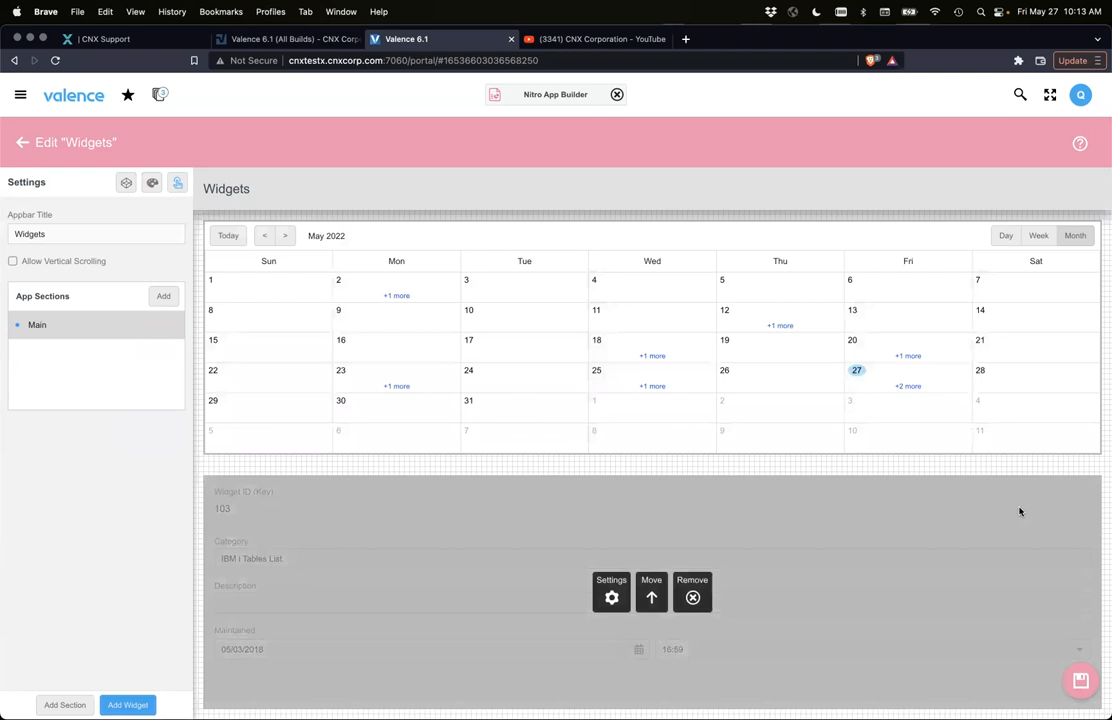 Brave File Edit View History Bookmarks Profiles Tab Window Help Fri May 27 10:13 AM
CNX Support Valence 6.1 (All Builds) - CNX Corp Valence 6.1 (3341) CNX Corporation - YouTube
Not Secure cnxtestx.cnxcorp.com:7060/portal/#16536603036568250 Update
valence 3 Nitro App Builder Q
Edit "Widgets"
Settings
Widgets
Appbar Title
Widgets
Allow Vertical Scrolling
App Sections Add
Main
Today < > May 2022 Day Week Month
Sun Mon Tue Wed Thu Fri Sat
1 2 3 4 5 6 7
+1 more
8 9 10 11 12 13 14
+1 more
15 16 17 18 19 20 21
+1 more +1 more
22 23 24 25 26 27 28
+1 more +1 more +2 more
29 30 31 1 2 3 4
5 6 7 8 9 10 11
Widget ID (Key)
103
Category
IBM i Tables List
Description
Settings Move Remove
Maintained
05/03/2018 16:59
Add Section Add Widget